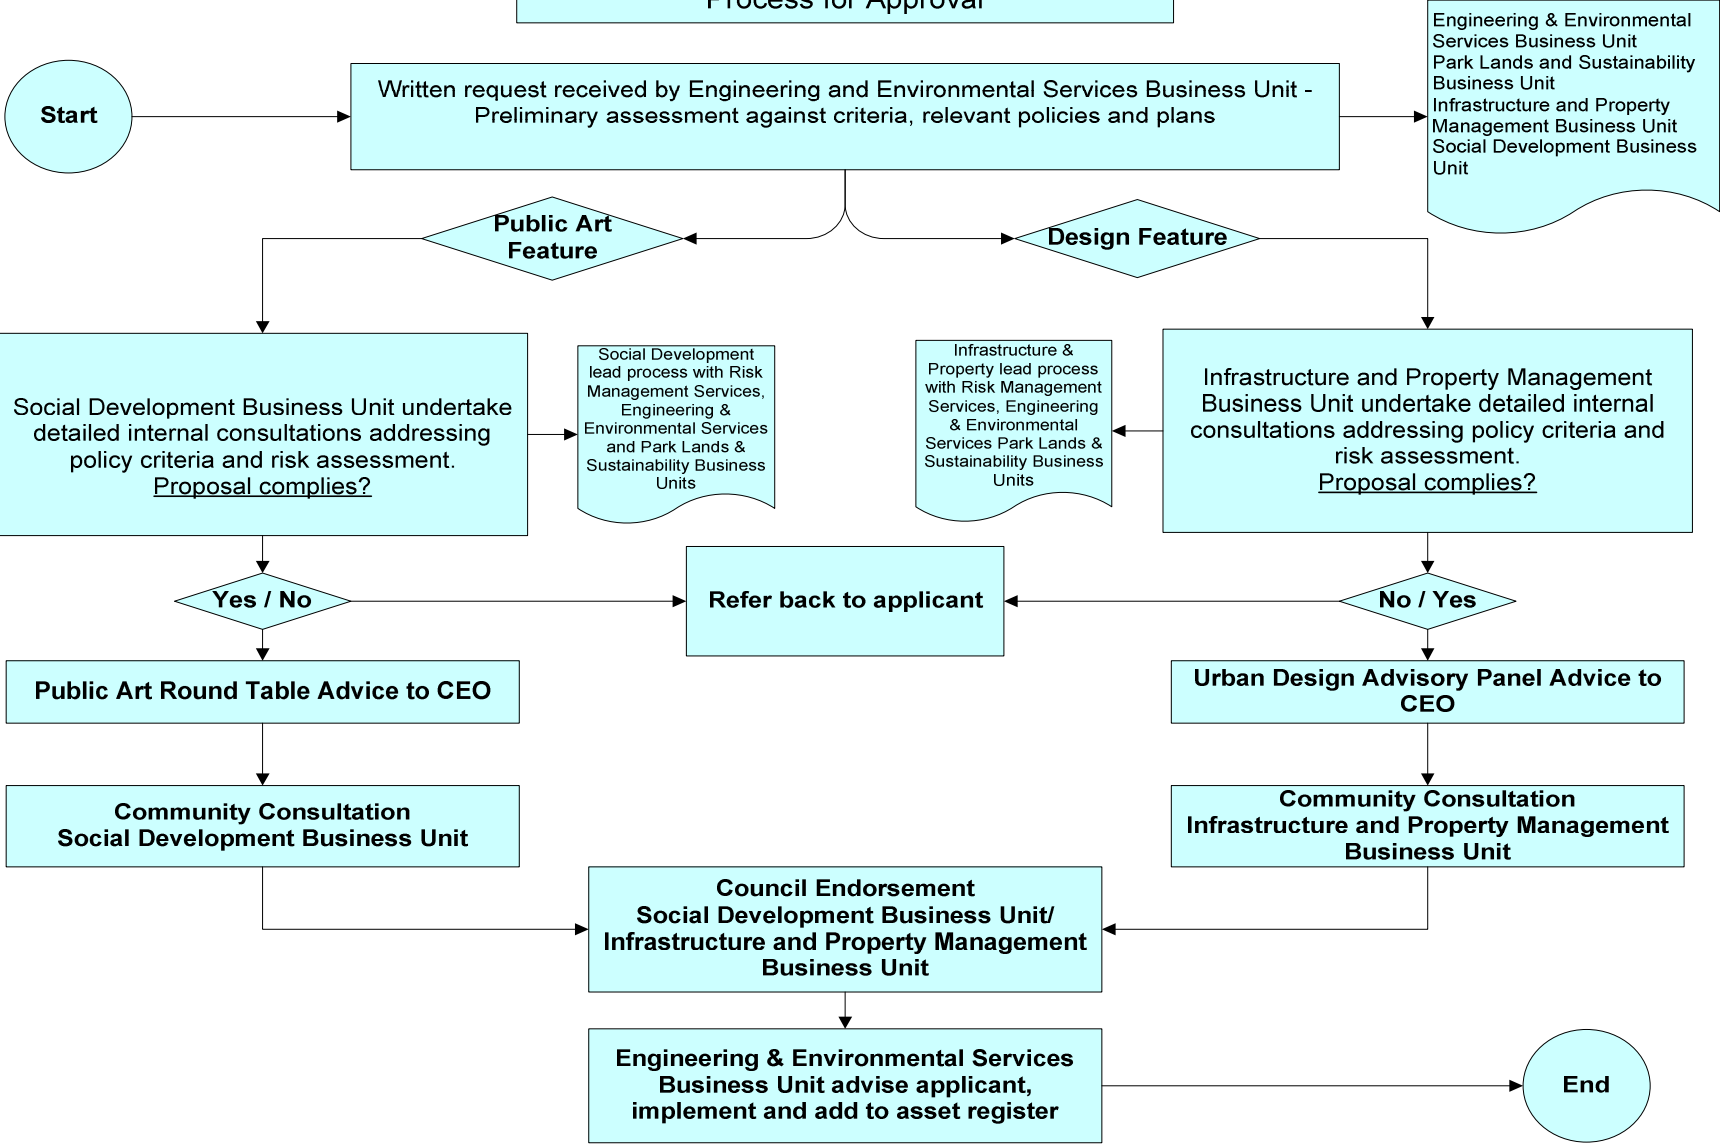 Process for Approval
Engineering & Environmental
Services Business Unit
Park Lands and Sustainability
Business Unit
Infrastructure and Property
Management Business Unit
Social Development Business
Unit
Start
Written request received by Engineering and Environmental Services Business Unit -
Preliminary assessment against criteria, relevant policies and plans
Public Art
Feature
Design Feature
Social Development Business Unit undertake
detailed internal consultations addressing
policy criteria and risk assessment.
Proposal complies?
Social Development
lead process with Risk
Management Services,
Engineering &
Environmental Services
and Park Lands &
Sustainability Business
Units
Infrastructure &
Property lead process
with Risk Management
Services, Engineering
& Environmental
Services Park Lands &
Sustainability Business
Units
Infrastructure and Property Management
Business Unit undertake detailed internal
consultations addressing policy criteria and
risk assessment.
Proposal complies?
Yes / No
Refer back to applicant
No / Yes
Public Art Round Table Advice to CEO
Urban Design Advisory Panel Advice to
CEO
Community Consultation
Social Development Business Unit
Community Consultation
Infrastructure and Property Management
Business Unit
Council Endorsement
Social Development Business Unit/
Infrastructure and Property Management
Business Unit
Engineering & Environmental Services
Business Unit advise applicant,
implement and add to asset register
End